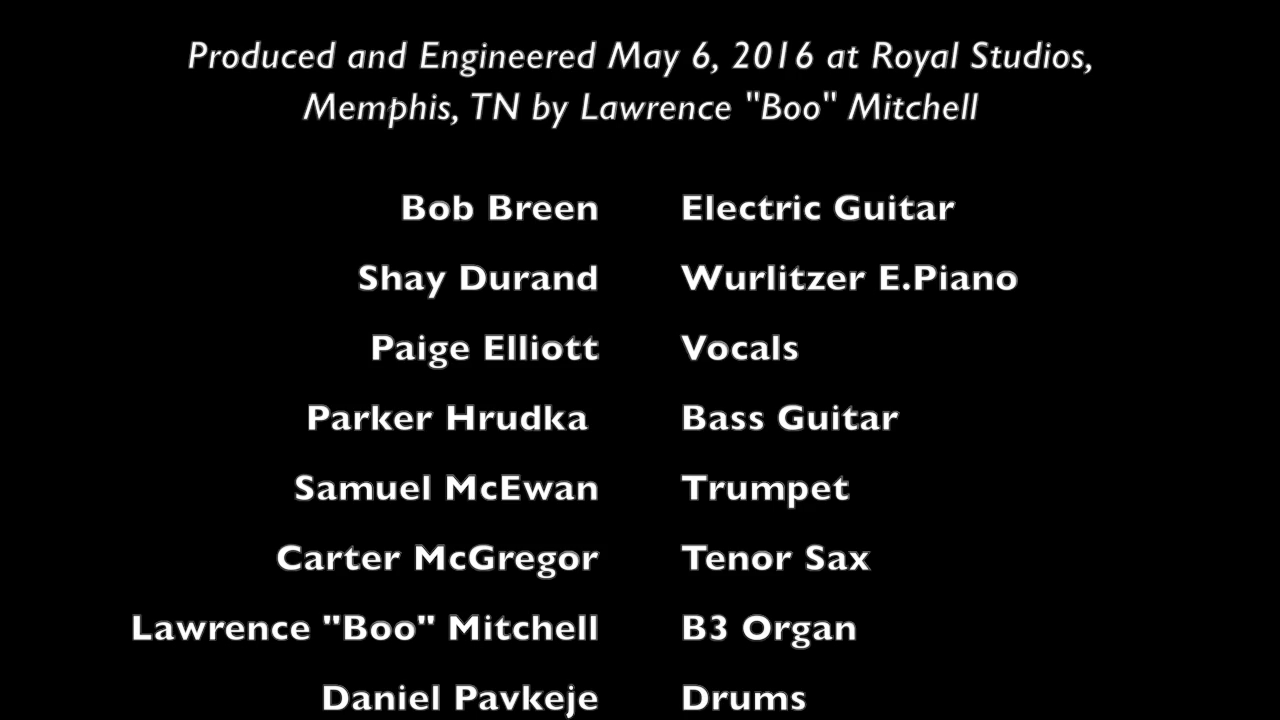 Produced and Engineered May 6, 2016 at Royal Studios,
Memphis, TN by Lawrence "Boo" Mitchell
Bob Breen Electric Guitar
Shay Durand Wurlitzer E.Piano
Paige Elliott Vocals
Parker Hrudka Bass Guitar
Samuel McEwan Trumpet
Carter McGregor Tenor Sax
Lawrence "Boo" Mitchell B3 Organ
Daniel Pavkeje Drums